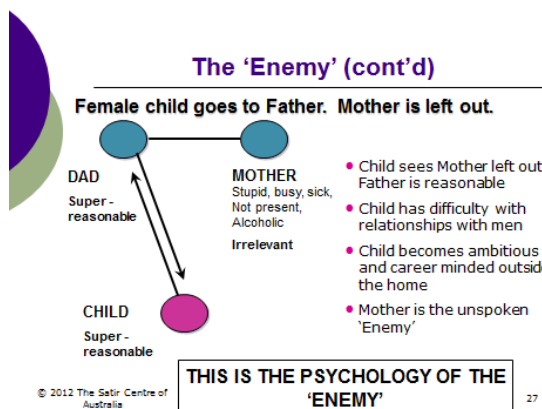 The ‘Enemy’ (cont’d)
Female child goes to Father. Mother is left out.
DAD
Super -
reasonable
MOTHER
Stupid, busy, sick,
Not present,
Alcoholic
Irrelevant
CHILD
Super -
reasonable
• Child sees Mother left out
Father is reasonable
• Child has difficulty with
relationships with men
• Child becomes ambitious
and career minded outsid
the home
• Mother is the unspoken
‘Enemy’
THIS IS THE PSYCHOLOGY OF THE
‘ENEMY’
© 2012 The Satir Centre of
Australia
27